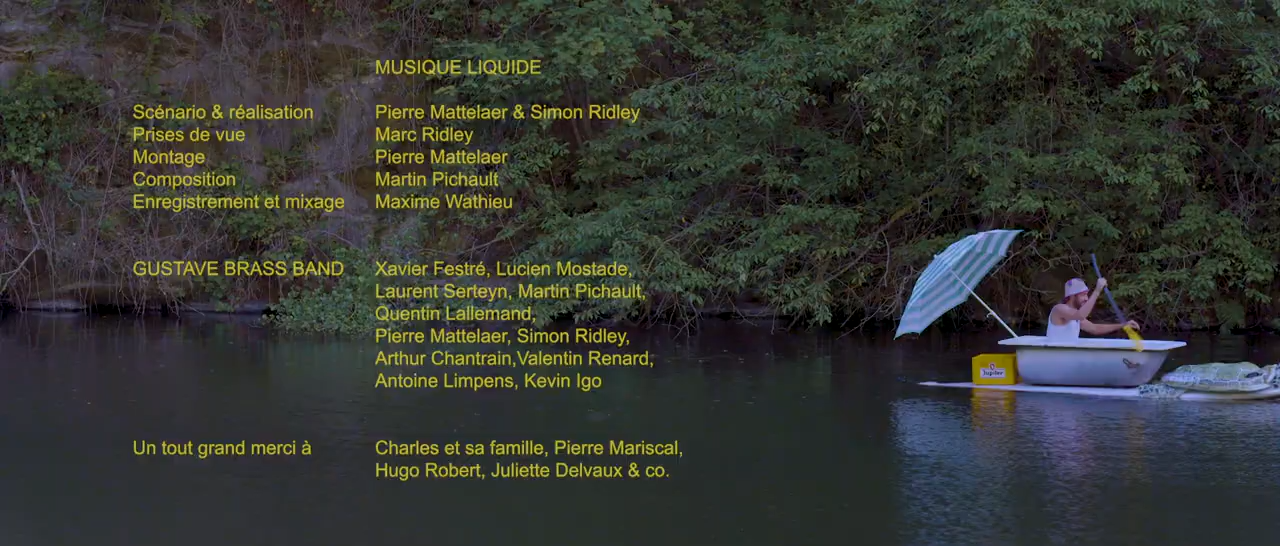 MUSIQUE LIQUIDE
Scénario & réalisation Pierre Mattelaer & Simon Ridley
Prises de vue Marc Ridley
Montage Pierre Mattelaer
Composition Martin Pichault
Enregistrement et mixage Maxime Wathieu
GUSTAVE BRASS BAND Xavier Festré, Lucien Mostade,
Laurent Serteyn, Martin Pichault,
Quentin Lallemand,
Pierre Mattelaer, Simon Ridley,
Arthur Chantrain,Valentin Renard,
Antoine Limpens, Kevin Igo
Jupiler
Un tout grand merci à Charles et sa famille, Pierre Mariscal,
Hugo Robert, Juliette Delvaux & co.